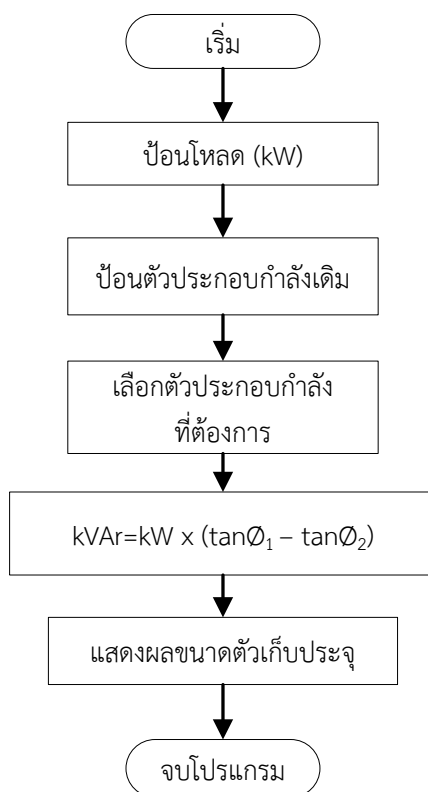 เริ่ม
ป้อนโหลด (kW)
ป้อนตัวประกอบกำลังเดิม
เลือกตัวประกอบกำลัง
ที่ต้องการ
kVAr=kW x (tanØ₁ – tanØ₂)
แสดงผลขนาดตัวเก็บประจุ
จบโปรแกรม